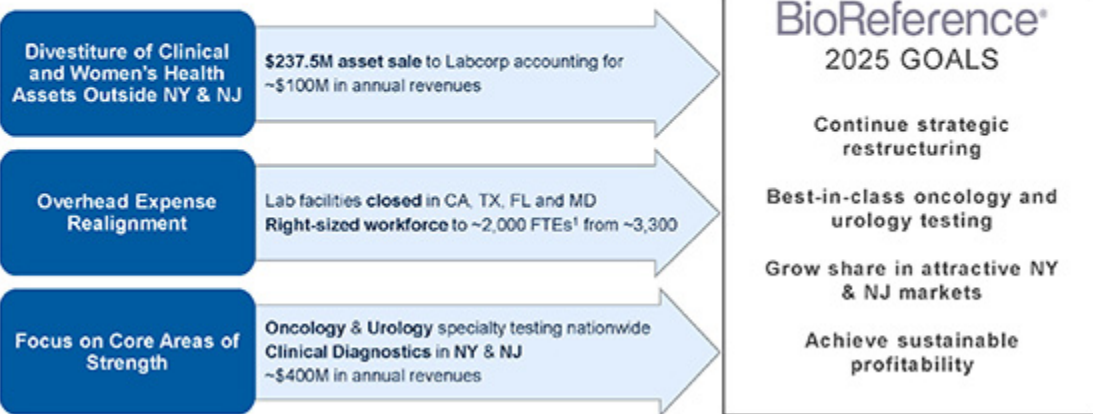 Divestiture of Clinical
and Women's Health
Assets Outside NY & NJ
$237.5M asset sale to Labcorp accounting for
~$100M in annual revenues
Overhead Expense
Realignment
Lab facilities closed in CA, TX, FL and MD
Right-sized workforce to ~2,000 FTEs¹ from ~3,300
Focus on Core Areas of
Strength
Oncology & Urology specialty testing nationwide
Clinical Diagnostics in NY & NJ
~$400M in annual revenues
BioReference®
2025 GOALS
Continue strategic
restructuring
Best-in-class oncology and
urology testing
Grow share in attractive NY
& NJ markets
Achieve sustainable
profitability